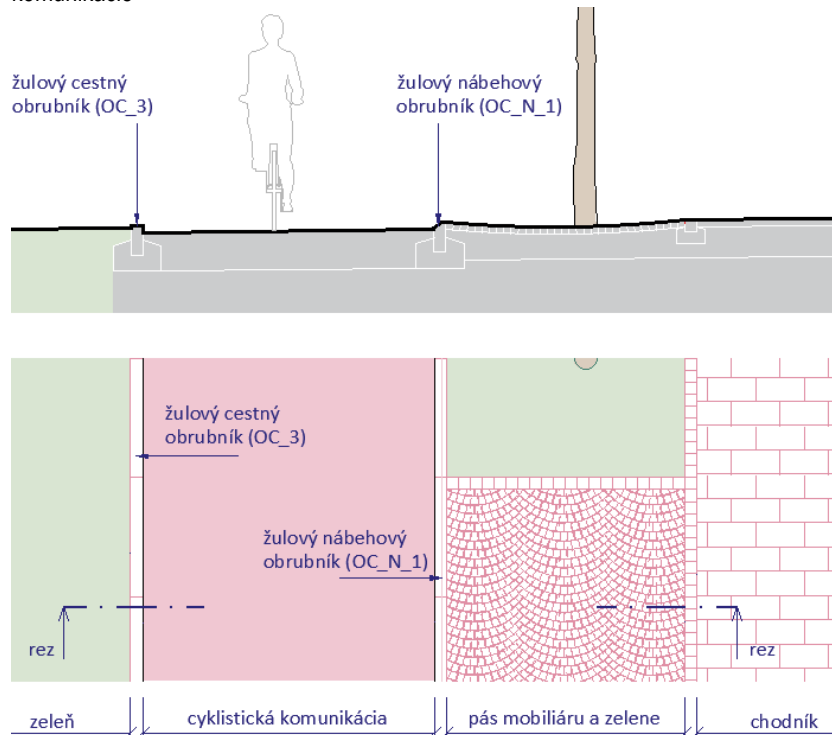 komunikácie
žulový cestný
obrubník (OC_3)
žulový nábehový
obrubník (OC_N_1)
žulový cestný
obrubník (OC_3)
žulový nábehový
obrubník (OC_N_1)
rez
rez
zeleň
cyklistická komunikácia
pás mobiliáru a zelene
chodník